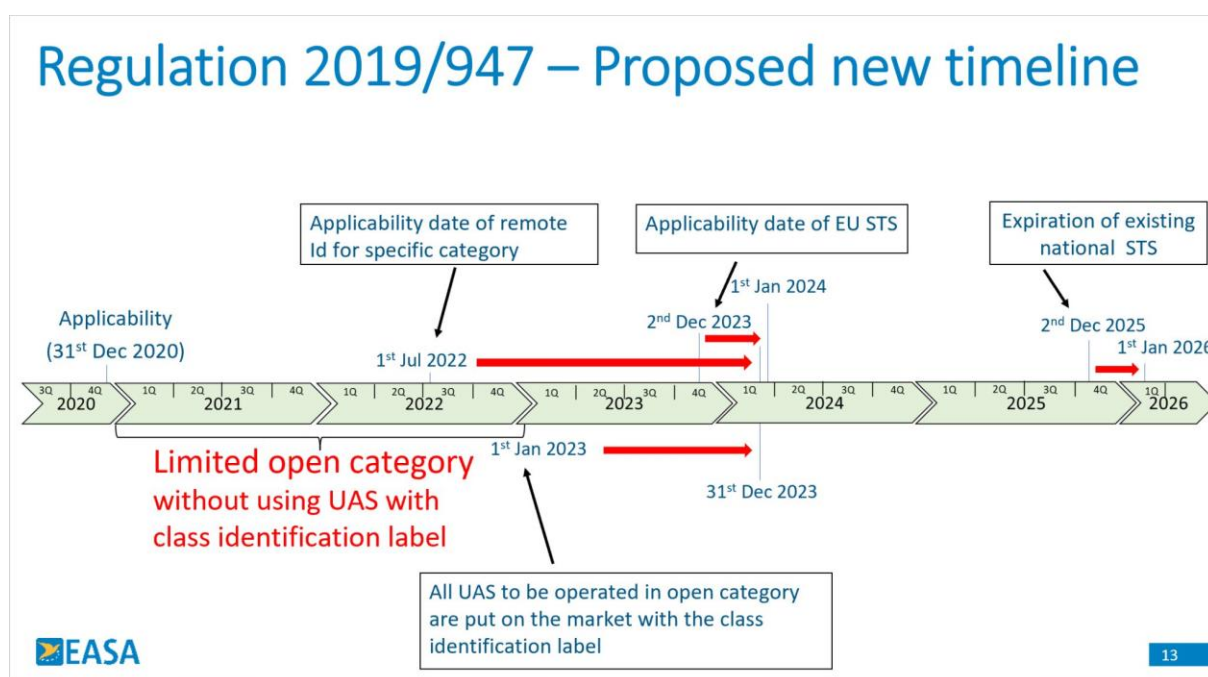 Regulation 2019/947 – Proposed new timeline
Applicability date of remote
Id for specific category
Applicability date of EU STS
Expiration of existing
national STS
1st Jan 2024
Applicability
(31st Dec 2020)
2nd Dec 2023
2nd Dec 2025
1st Jul 2022
1st Jan 2026
3Q 4Q 1Q 2Q 3Q 4Q 1Q 2Q 3Q 4Q 1Q 2Q 3Q 4Q 1Q 2Q 3Q 4Q 1Q 2Q 3Q 4Q 1Q
2020 2021 2022 2023 2024 2025 2026
1st Jan 2023
Limited open category
without using UAS with
class identification label
31st Dec 2023
All UAS to be operated in open category
are put on the market with the class
identification label
EASA
13